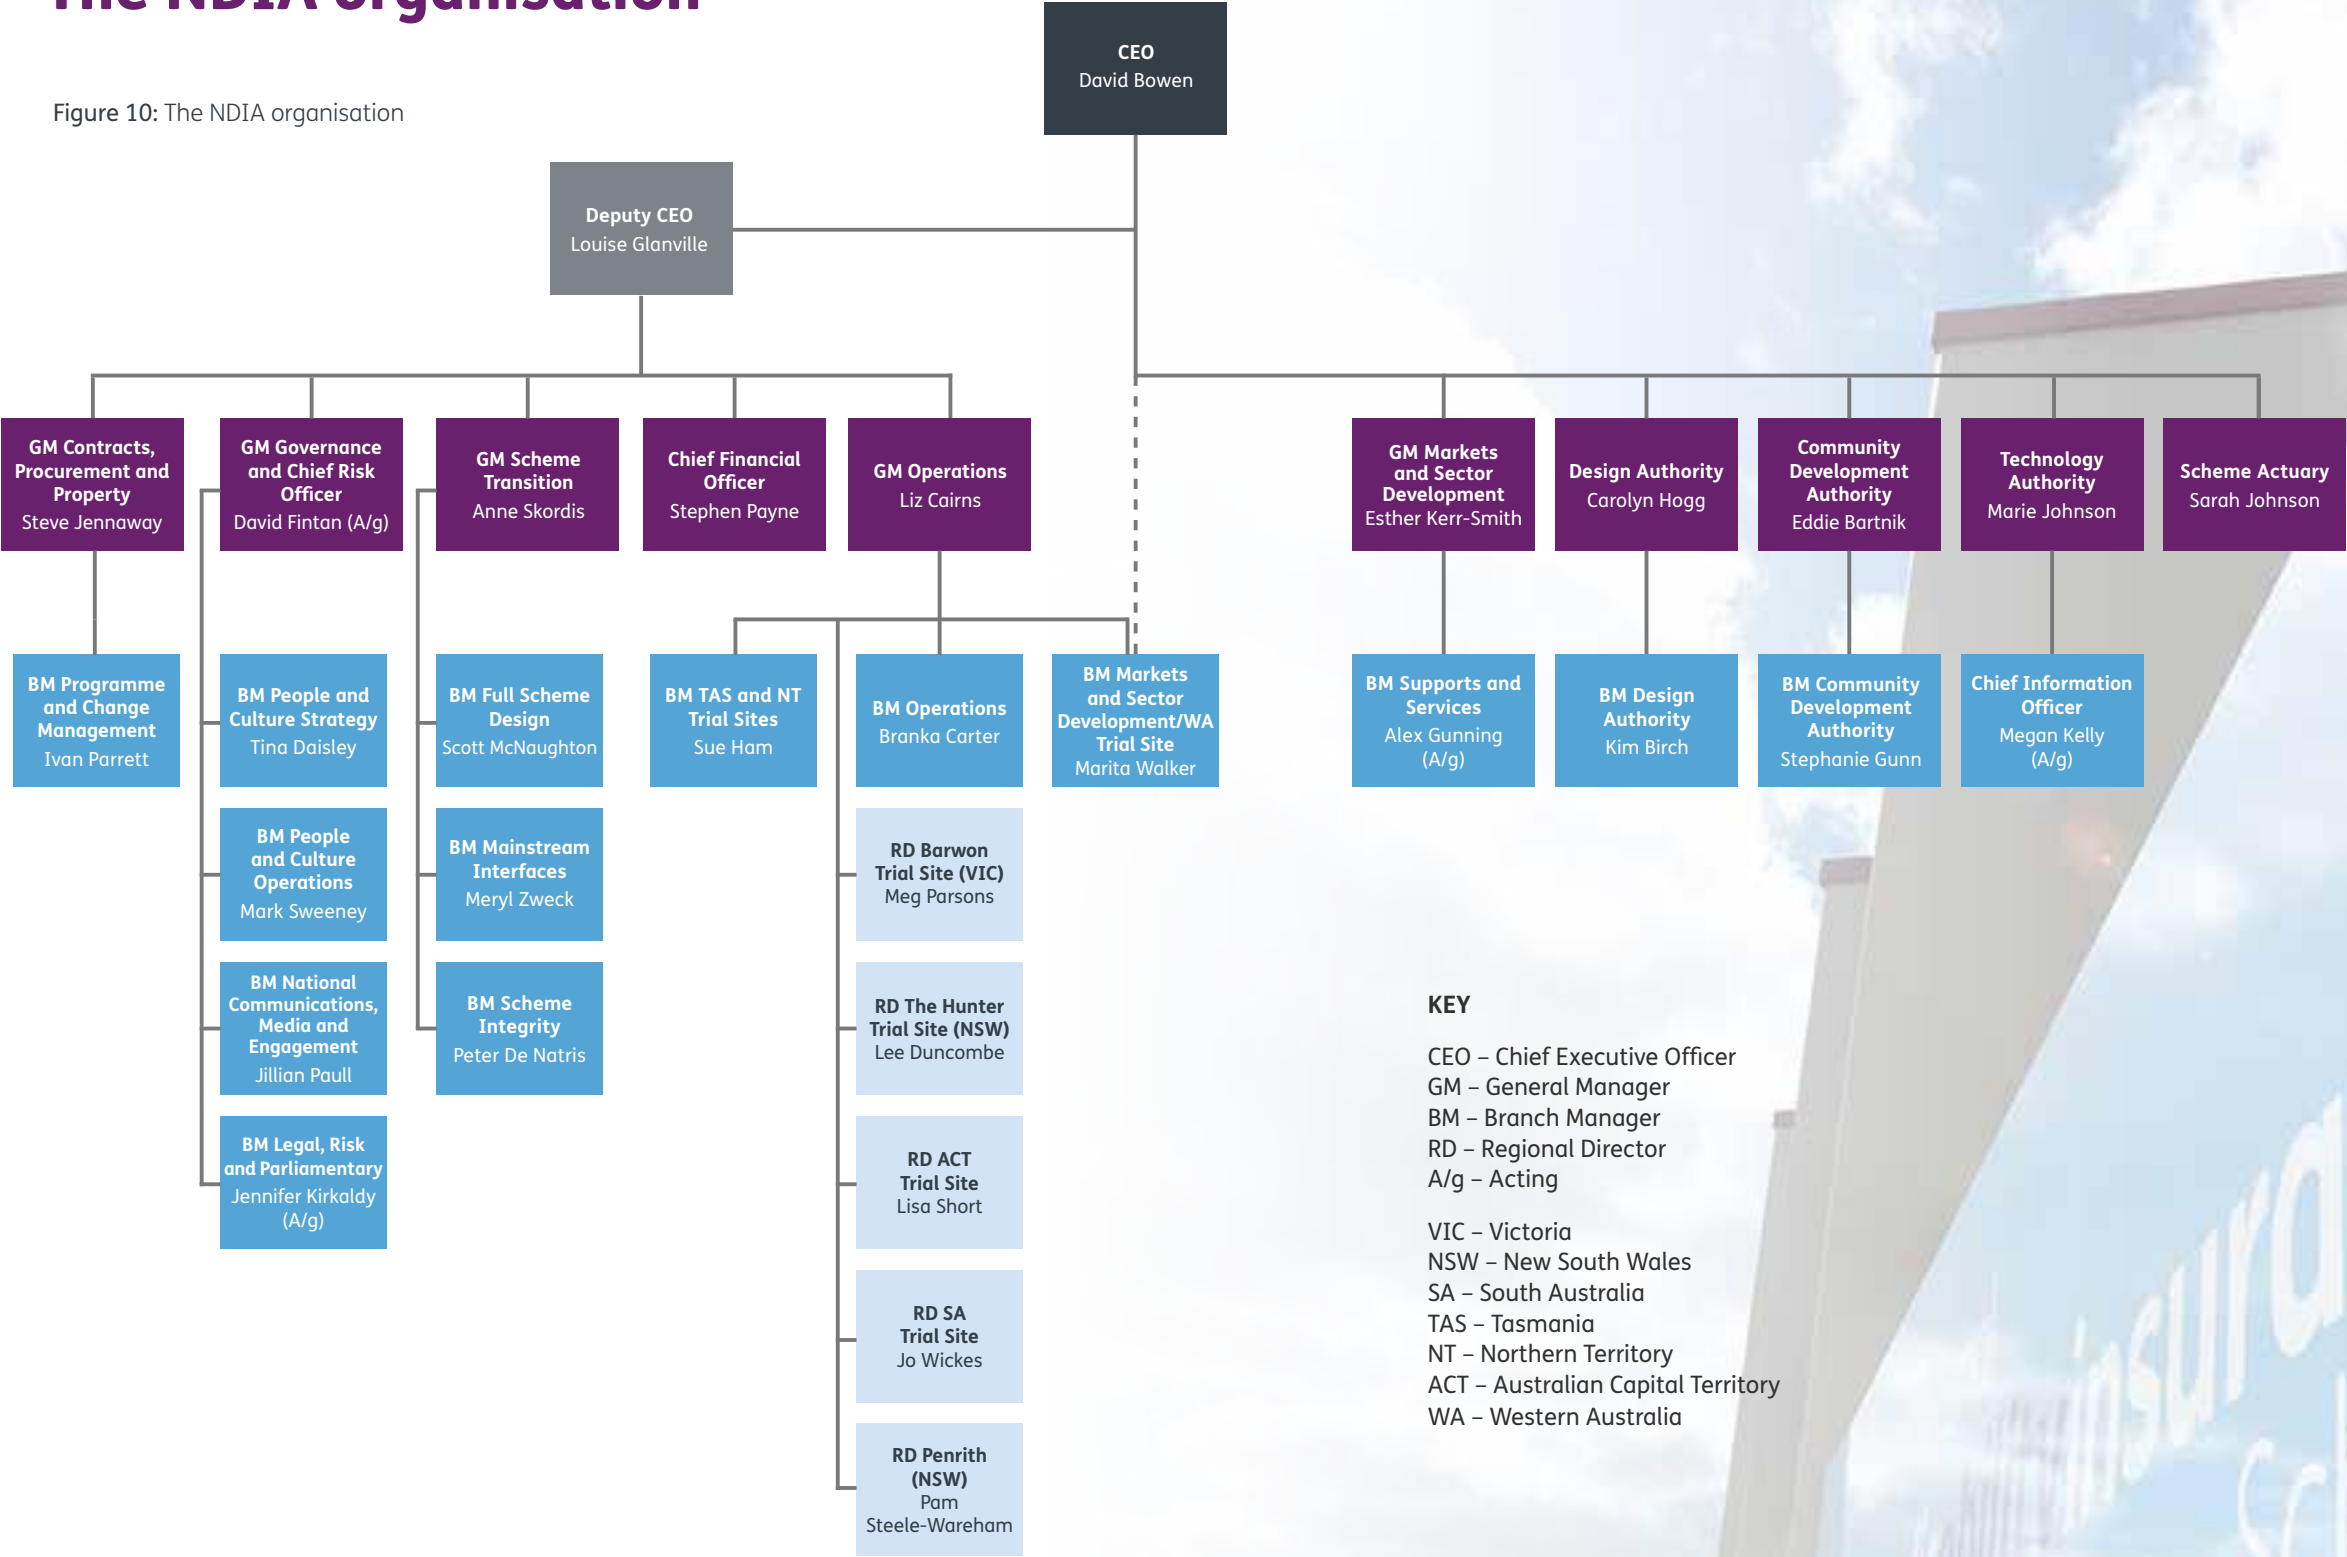 The NDIA organisation
Figure 10: The NDIA organisation
CEO
David Bowen
Deputy CEO
Louise Glanville
GM Contracts,
Procurement and
Property
Steve Jennaway
GM Governance
and Chief Risk
Officer
David Fintan (A/g)
GM Scheme
Transition
Anne Skordis
Chief Financial
Officer
Stephen Payne
GM Operations
Liz Cairns
GM Markets
and Sector
Development
Esther Kerr-Smith
Design Authority
Carolyn Hogg
Community
Development
Authority
Eddie Bartnik
Technology
Authority
Marie Johnson
Scheme Actuary
Sarah Johnson
BM Programme
and Change
Management
Ivan Parrett
BM People and
Culture Strategy
Tina Daisley
BM Full Scheme
Design
Scott McNaughton
BM TAS and NT
Trial Sites
Sue Ham
BM Operations
Branka Carter
BM Markets
and Sector
Development/WA
Trial Site
Marita Walker
BM Supports and
Services
Alex Gunning
(A/g)
BM Design
Authority
Kim Birch
BM Community
Development
Authority
Stephanie Gunn
Chief Information
Officer
Megan Kelly
(A/g)
BM People
and Culture
Operations
Mark Sweeney
BM Mainstream
Interfaces
Meryl Zweck
RD Barwon
Trial Site (VIC)
Meg Parsons
BM National
Communications,
Media and
Engagement
Jillian Paull
BM Scheme
Integrity
Peter De Natris
RD The Hunter
Trial Site (NSW)
Lee Duncombe
BM Legal, Risk
and Parliamentary
Jennifer Kirkaldy
(A/g)
RD ACT
Trial Site
Lisa Short
RD SA
Trial Site
Jo Wickes
RD Penrith
(NSW)
Pam
Steele-Wareham
KEY
CEO – Chief Executive Officer
GM – General Manager
BM – Branch Manager
RD – Regional Director
A/g – Acting
VIC – Victoria
NSW – New South Wales
SA – South Australia
TAS – Tasmania
NT – Northern Territory
ACT – Australian Capital Territory
WA – Western Australia